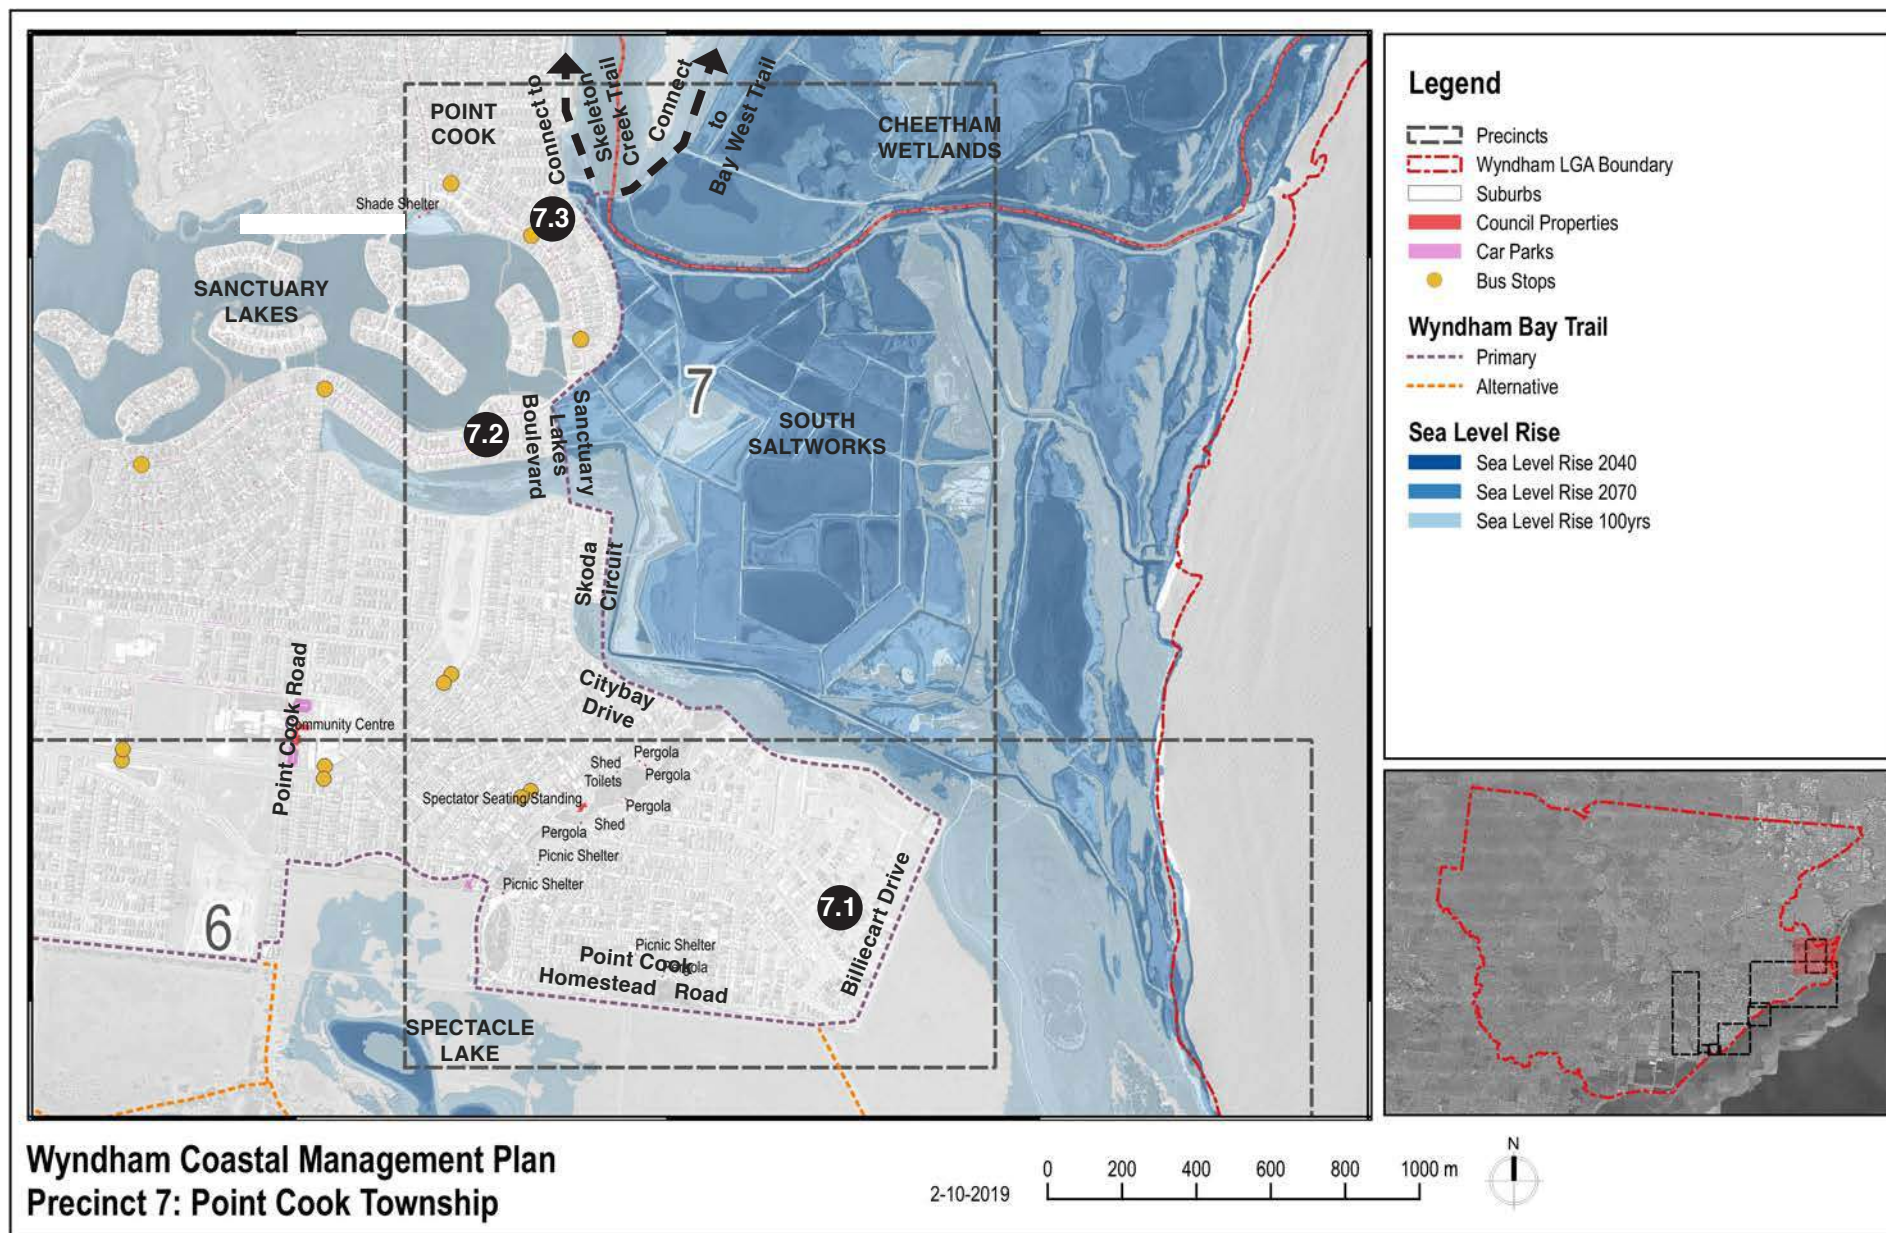 Connect to
Skeleton
Creek Trail
Connect
to
Bay West Trail
POINT
COOK
CHEETHAM
WETLANDS
Shade Shelter
7.3
SANCTUARY
LAKES
7
7.2
Boulevard
Lakes
Sanctuary
SOUTH
SALTWORKS
Skoda
Circuit
Point Cook Road
ommunity Centre
Citybay
Drive
Pergola
Shed
Toilets
Pergola
Spectator Seating/Standing
Pergola
Shed
Pergola
Picnic Shelter
Picnic Shelter
7.1
Billiecart Drive
6
Picnic Shelter
Pergola
Point Cook
Homestead Road
SPECTACLE
LAKE
Legend
Precincts
Wyndham LGA Boundary
Suburbs
Council Properties
Car Parks
Bus Stops
Wyndham Bay Trail
Primary
Alternative
Sea Level Rise
Sea Level Rise 2040
Sea Level Rise 2070
Sea Level Rise 100yrs
Wyndham Coastal Management Plan
Precinct 7: Point Cook Township
2-10-2019
0 200 400 600 800 1000 m
N